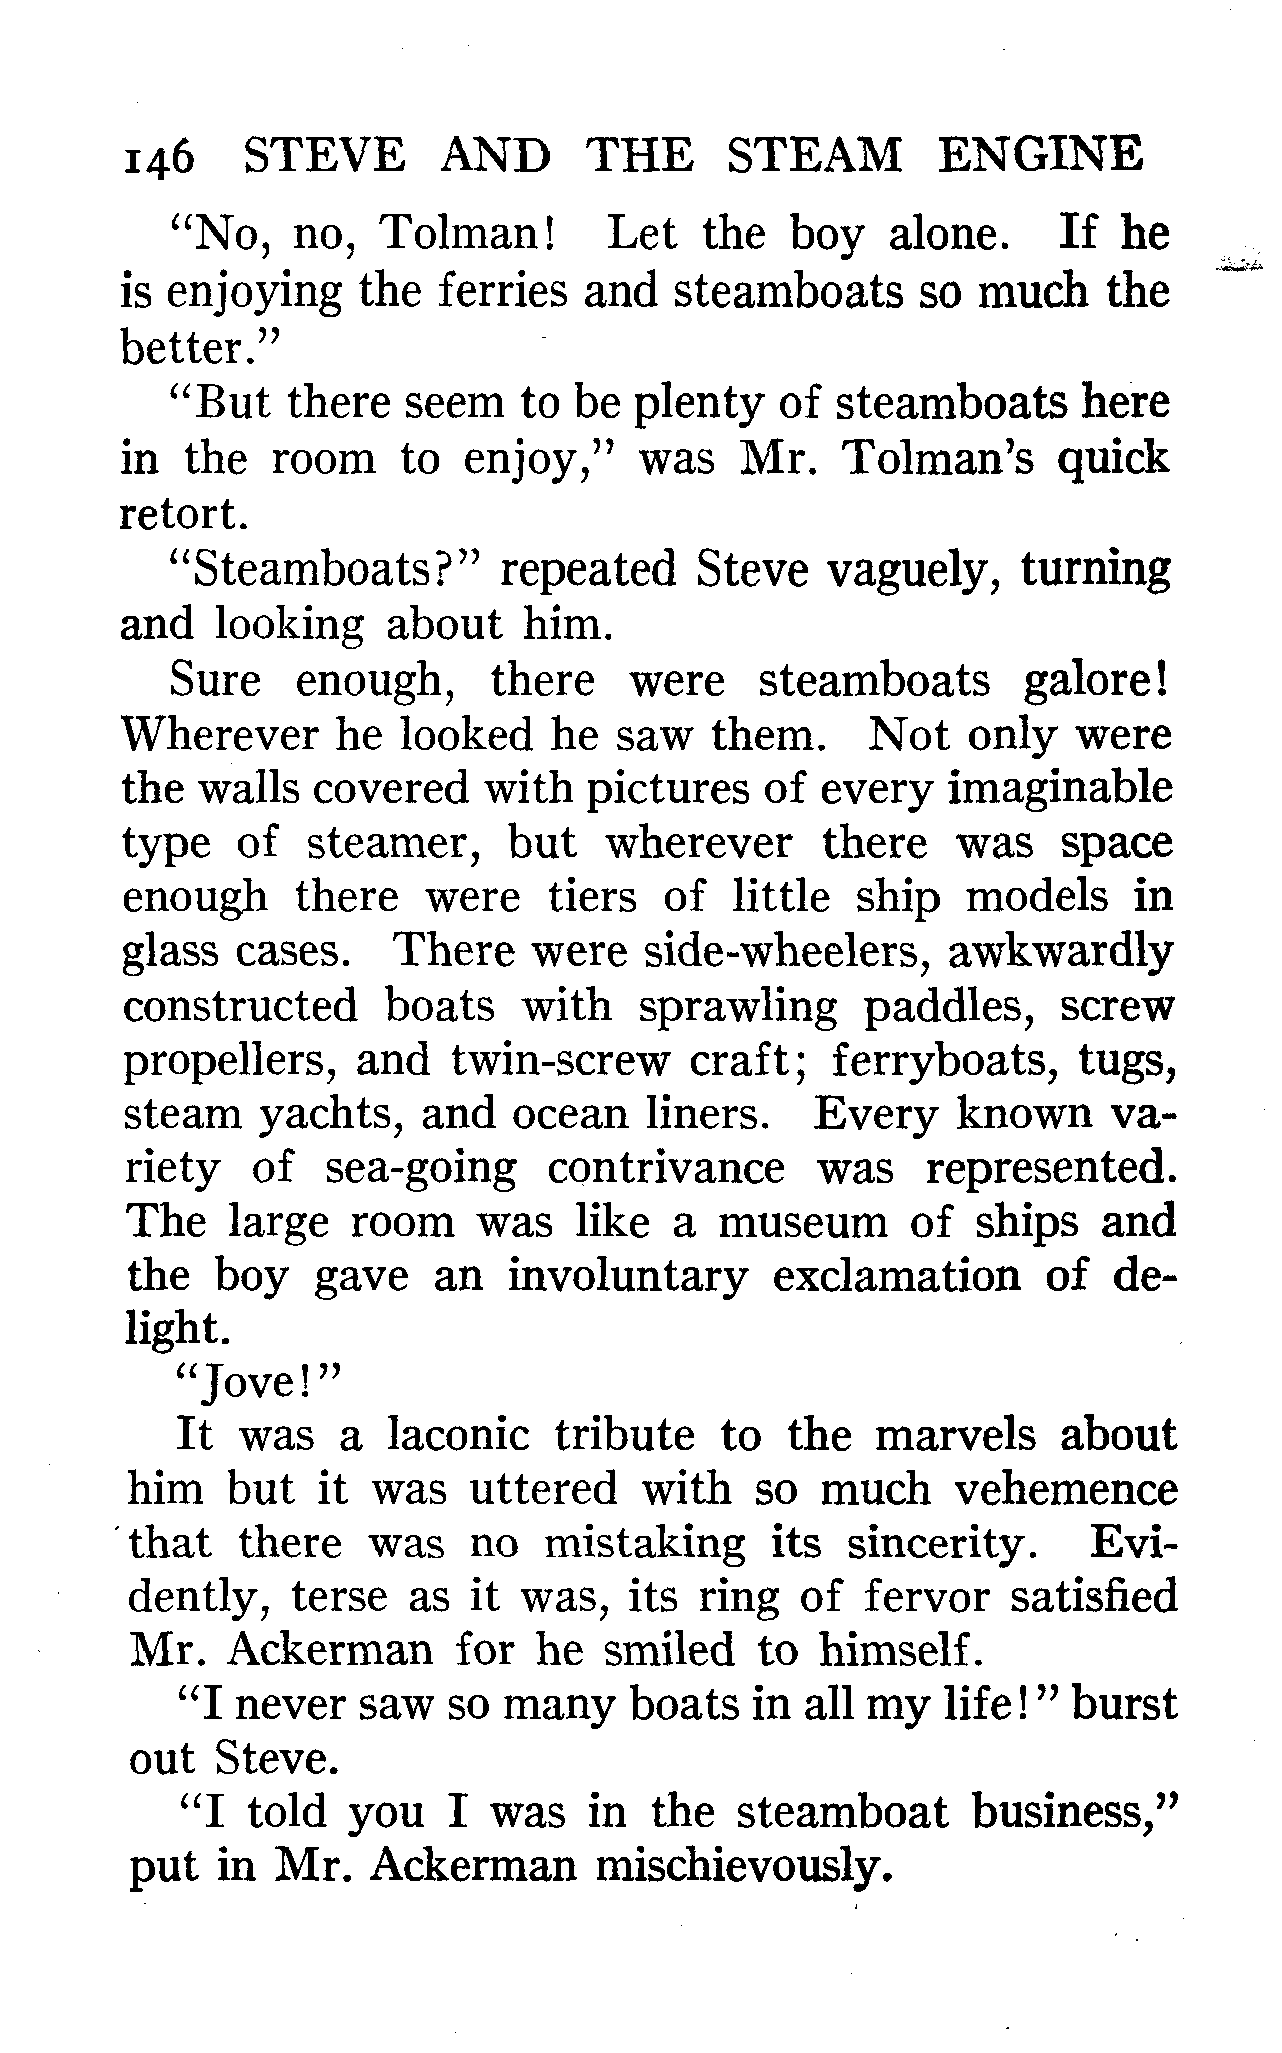 146 STEVE AND THE STEAM ENGINE
"No, no, Tolman! Let the boy alone. If he
is enjoying the ferries and steamboats so much the
better."
"But there seem to be plenty of steamboats here
in the room to enjoy," was Mr. Tolman's quick
retort.
"Steamboats?" repeated Steve vaguely, turning
and looking about him.
Sure enough, there were steamboats galore!
Wherever he looked he saw them. Not only were
the walls covered with pictures of every imaginable
type of steamer, but wherever there was space
enough there were tiers of little ship models in
glass cases. There were side-wheelers, awkwardly
constructed boats with sprawling paddles, screw
propellers, and twin-screw craft; ferryboats, tugs,
steam yachts, and ocean liners. Every known va-
riety of sea-going contrivance was represented.
The large room was like a museum of ships and
the boy gave an involuntary exclamation of de-
light.
"Jove!"
It was a laconic tribute to the marvels about
him but it was uttered with so much vehemence
that there was no mistaking its sincerity. Evi-
dently, terse as it was, its ring of fervor satisfied
Mr. Ackerman for he smiled to himself.
"I never saw so many boats in all my life!" burst
out Steve.
"I told you I was in the steamboat business,"
put in Mr. Ackerman mischievously.